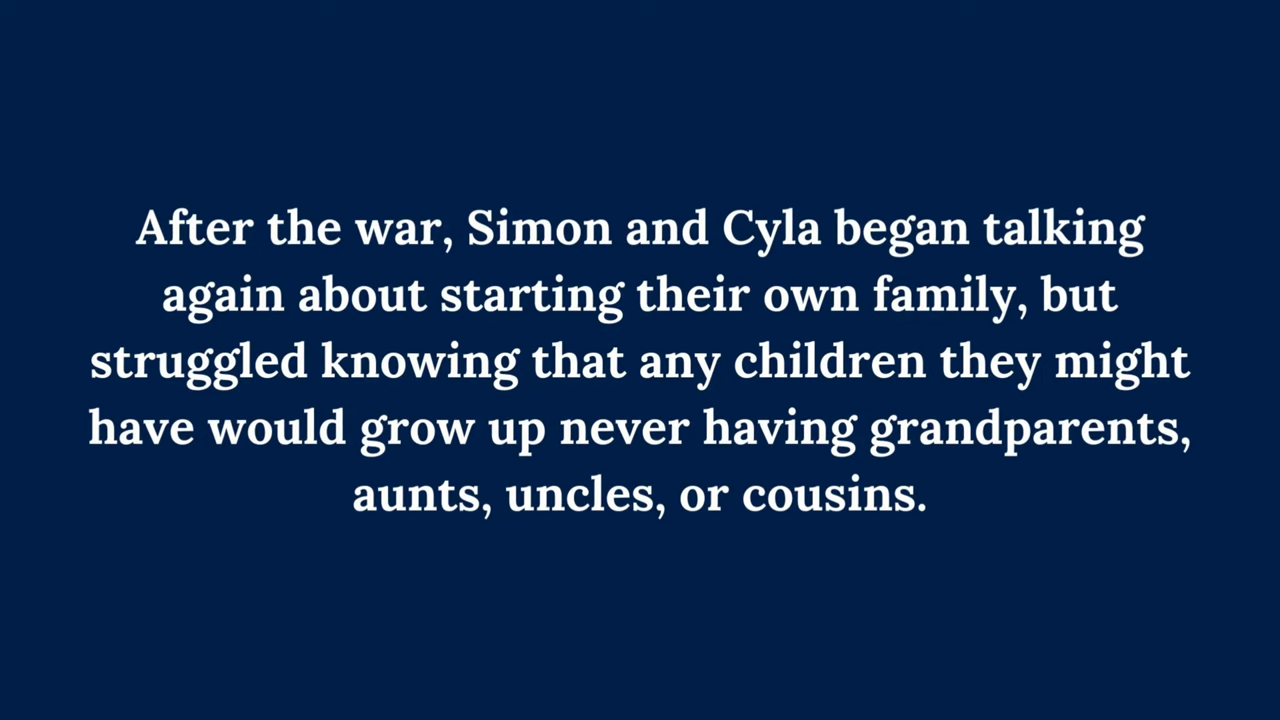 After the war, Simon and Cyla began talking
again about starting their own family, but
struggled knowing that any children they might
have would grow up never having grandparents,
aunts, uncles, or cousins.